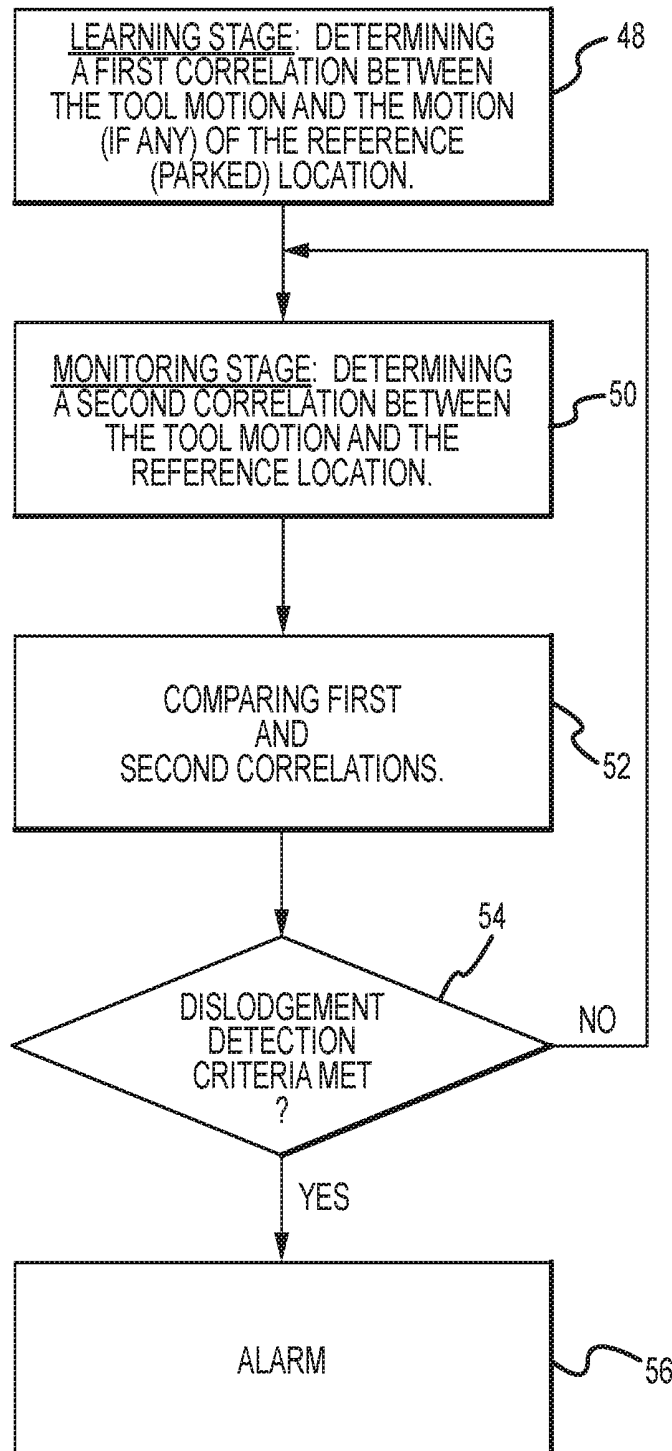 LEARNING STAGE: DETERMINING
A FIRST CORRELATION BETWEEN
THE TOOL MOTION AND THE MOTION
(IF ANY) OF THE REFERENCE
(PARKED) LOCATION.
48
MONITORING STAGE: DETERMINING
A SECOND CORRELATION BETWEEN
THE TOOL MOTION AND THE
REFERENCE LOCATION.
50
COMPARING FIRST
AND
SECOND CORRELATIONS.
52
54
DISLODGEMENT
DETECTION
CRITERIA MET
?
NO
YES
ALARM
56